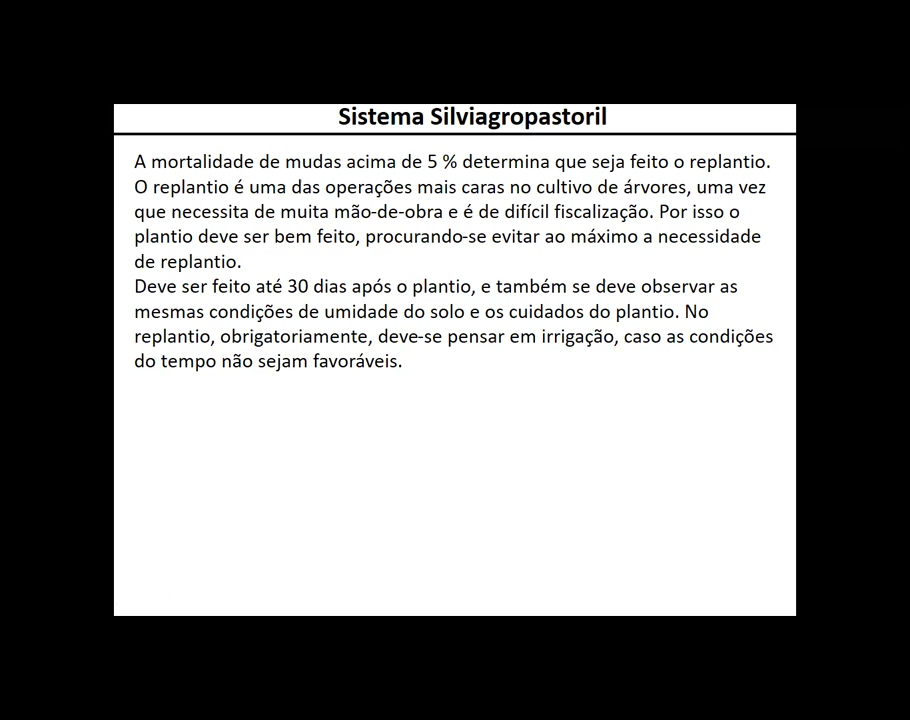 Sistema Silviagropastoril
A mortalidade de mudas acima de 5 % determina que seja feito o replantio.
O replantio é uma das operações mais caras no cultivo de árvores, uma vez
que necessita de muita mão-de-obra e é de difícil fiscalização. Por isso o
plantio deve ser bem feito, procurando-se evitar ao máximo a necessidade
de replantio.
Deve ser feito até 30 dias após o plantio, e também se deve observar as
mesmas condições de umidade do solo e os cuidados do plantio. No
replantio, obrigatoriamente, deve-se pensar em irrigação, caso as condições
do tempo não sejam favoráveis.